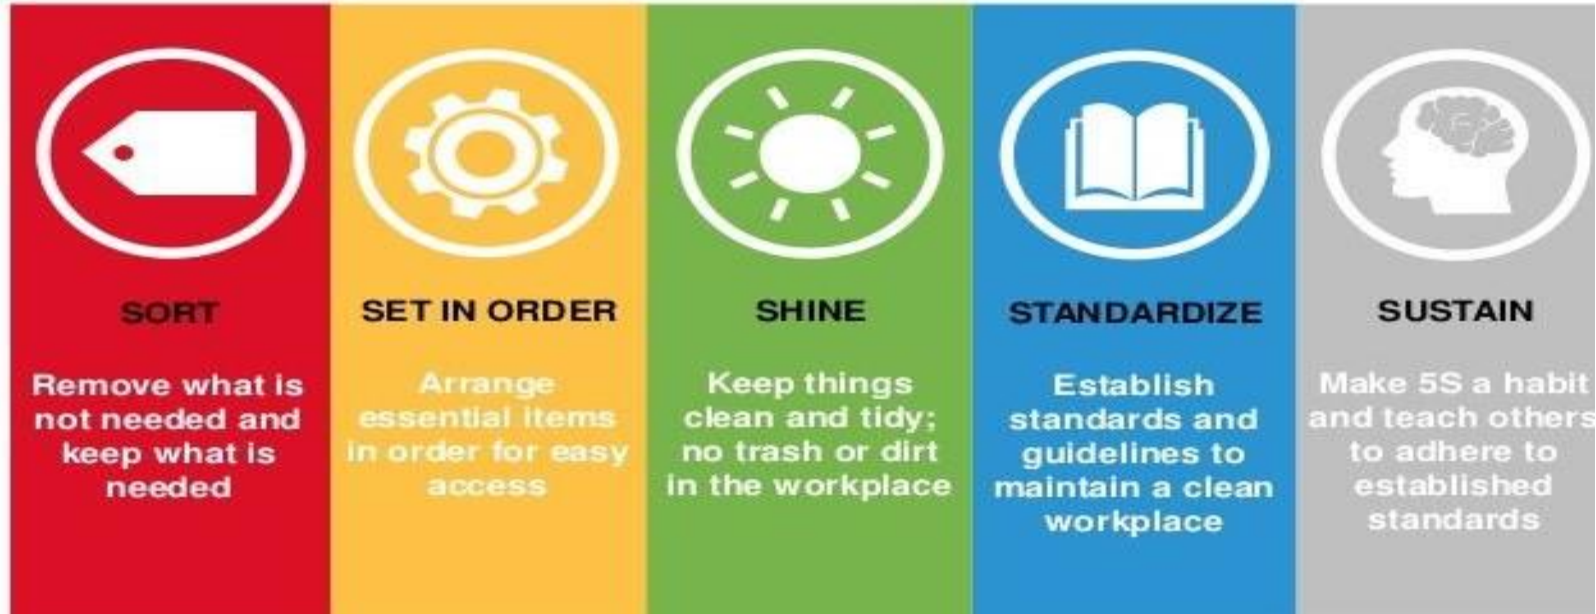 SORT
Remove what is
not needed and
keep what is
needed
SET IN ORDER
Arrange
essential items
in order for easy
access
SHINE
Keep things
clean and tidy;
no trash or dirt
in the workplace
STANDARDIZE
Establish
standards and
guidelines to
maintain a clean
workplace
SUSTAIN
Make 5S a habit
and teach others
to adhere to
established
standards